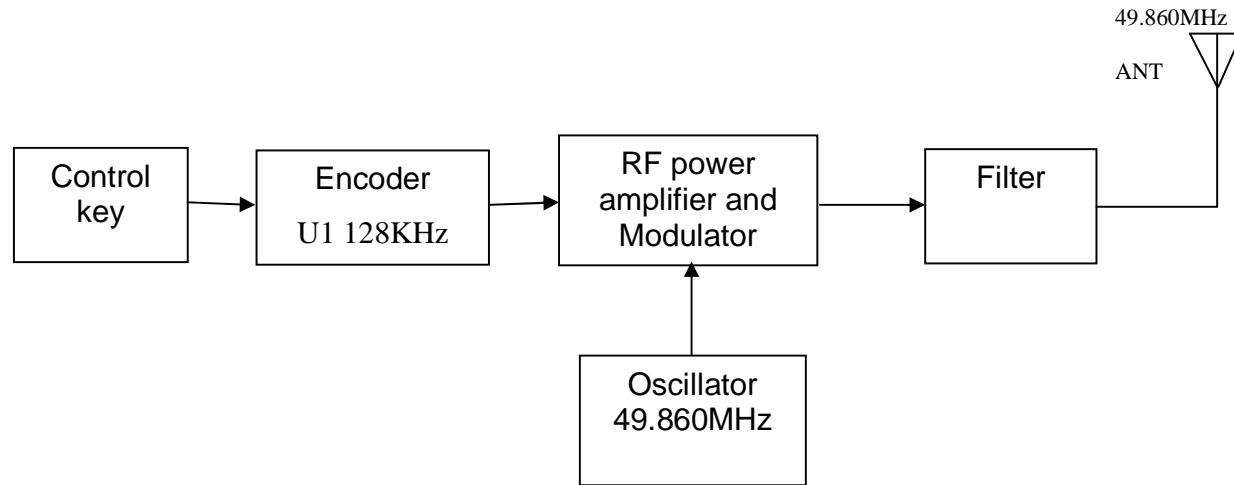 49.860MHz
ANT
Control
key
Encoder
U1 128KHz
RF power
amplifier and
Modulator
Filter
Oscillator
49.860MHz